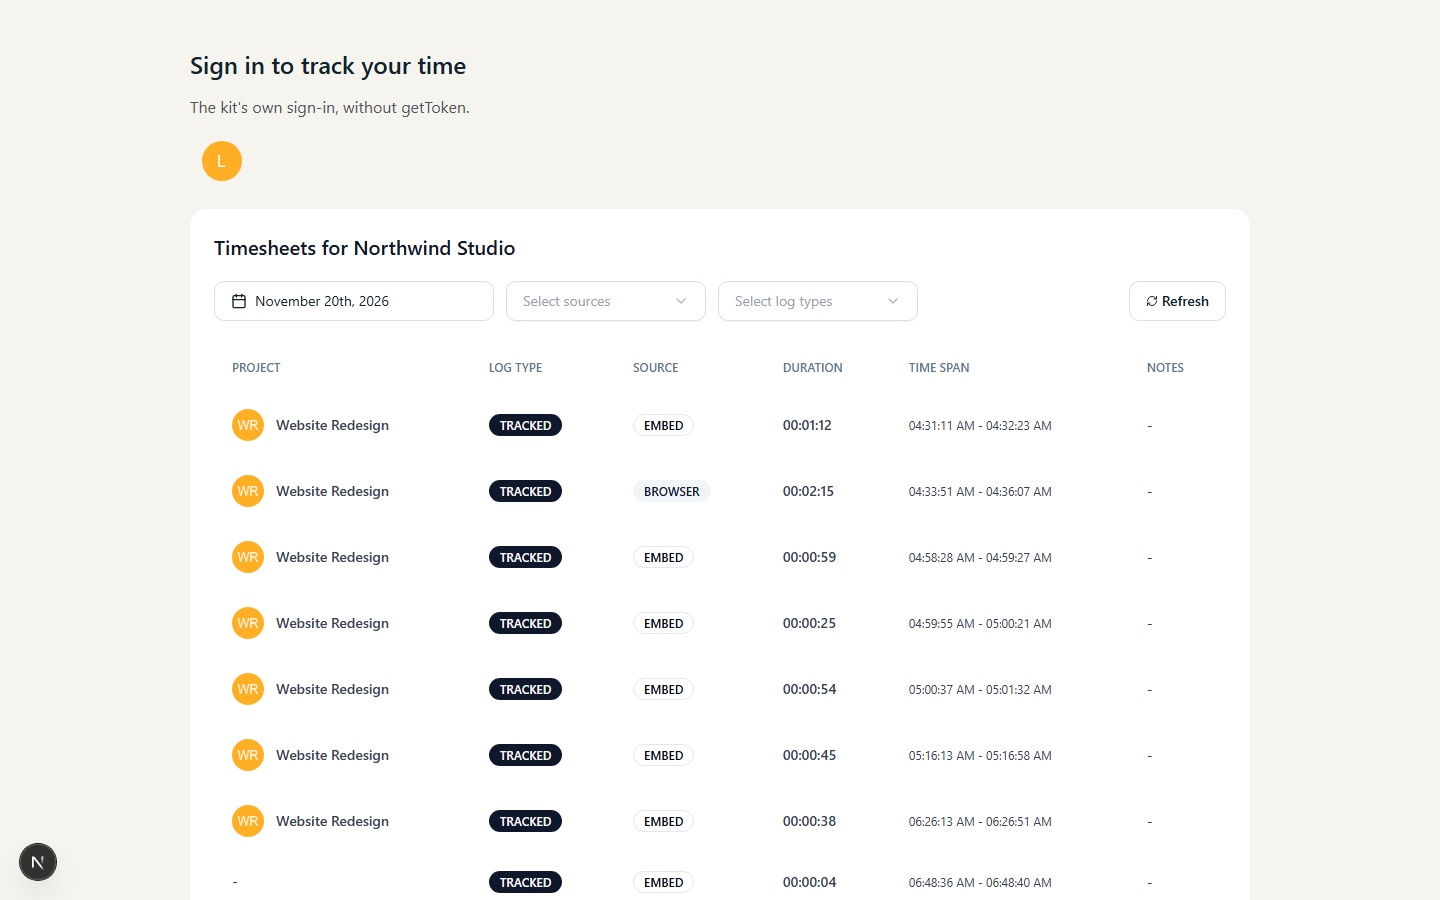 Sign in to track your time
The kit's own sign-in, without getToken.
L
Timesheets for Northwind Studio
November 20th, 2026 Select sources Select log types Refresh
PROJECT LOG TYPE SOURCE DURATION TIME SPAN NOTES
WR Website Redesign TRACKED EMBED 00:01:12 04:31:11 AM - 04:32:23 AM -
WR Website Redesign TRACKED BROWSER 00:02:15 04:33:51 AM - 04:36:07 AM -
WR Website Redesign TRACKED EMBED 00:00:59 04:58:28 AM - 04:59:27 AM -
WR Website Redesign TRACKED EMBED 00:00:25 04:59:55 AM - 05:00:21 AM -
WR Website Redesign TRACKED EMBED 00:00:54 05:00:37 AM - 05:01:32 AM -
WR Website Redesign TRACKED EMBED 00:00:45 05:16:13 AM - 05:16:58 AM -
WR Website Redesign TRACKED EMBED 00:00:38 06:26:13 AM - 06:26:51 AM -
N
- TRACKED EMBED 00:00:04 06:48:36 AM - 06:48:40 AM -